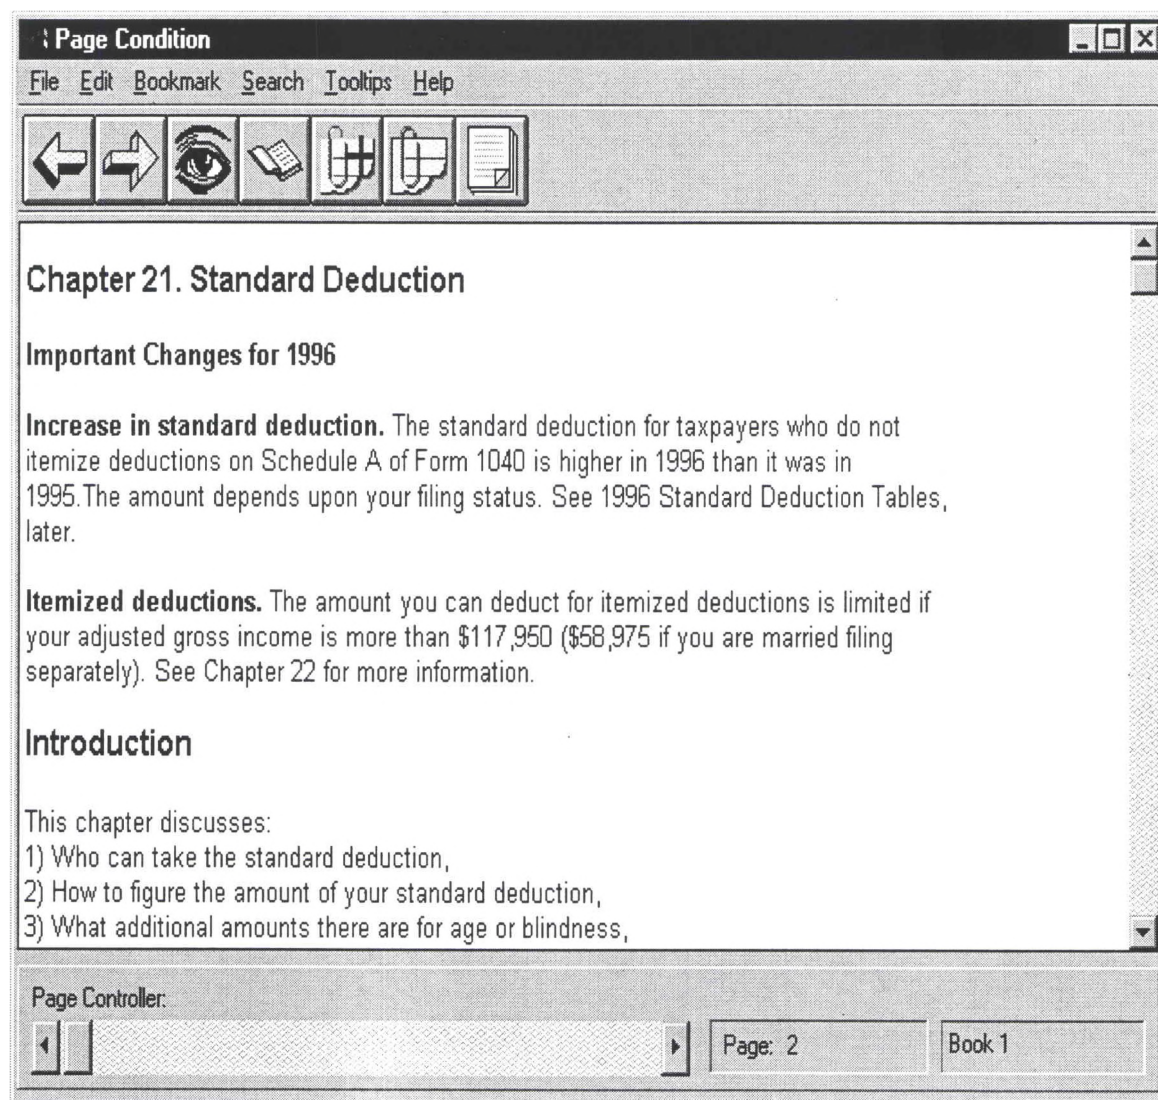 Page Condition
File Edit Bookmark Search Tooltips Help
Chapter 21. Standard Deduction
Important Changes for 1996
Increase in standard deduction. The standard deduction for taxpayers who do not
itemize deductions on Schedule A of Form 1040 is higher in 1996 than it was in
1995.The amount depends upon your filing status. See 1996 Standard Deduction Tables,
later.
Itemized deductions. The amount you can deduct for itemized deductions is limited if
your adjusted gross income is more than $117,950 ($58,975 if you are married filing
separately). See Chapter 22 for more information.
Introduction
This chapter discusses:
1) Who can take the standard deduction,
2) How to figure the amount of your standard deduction,
3) What additional amounts there are for age or blindness,
Page Controller:
Page: 2
Book 1